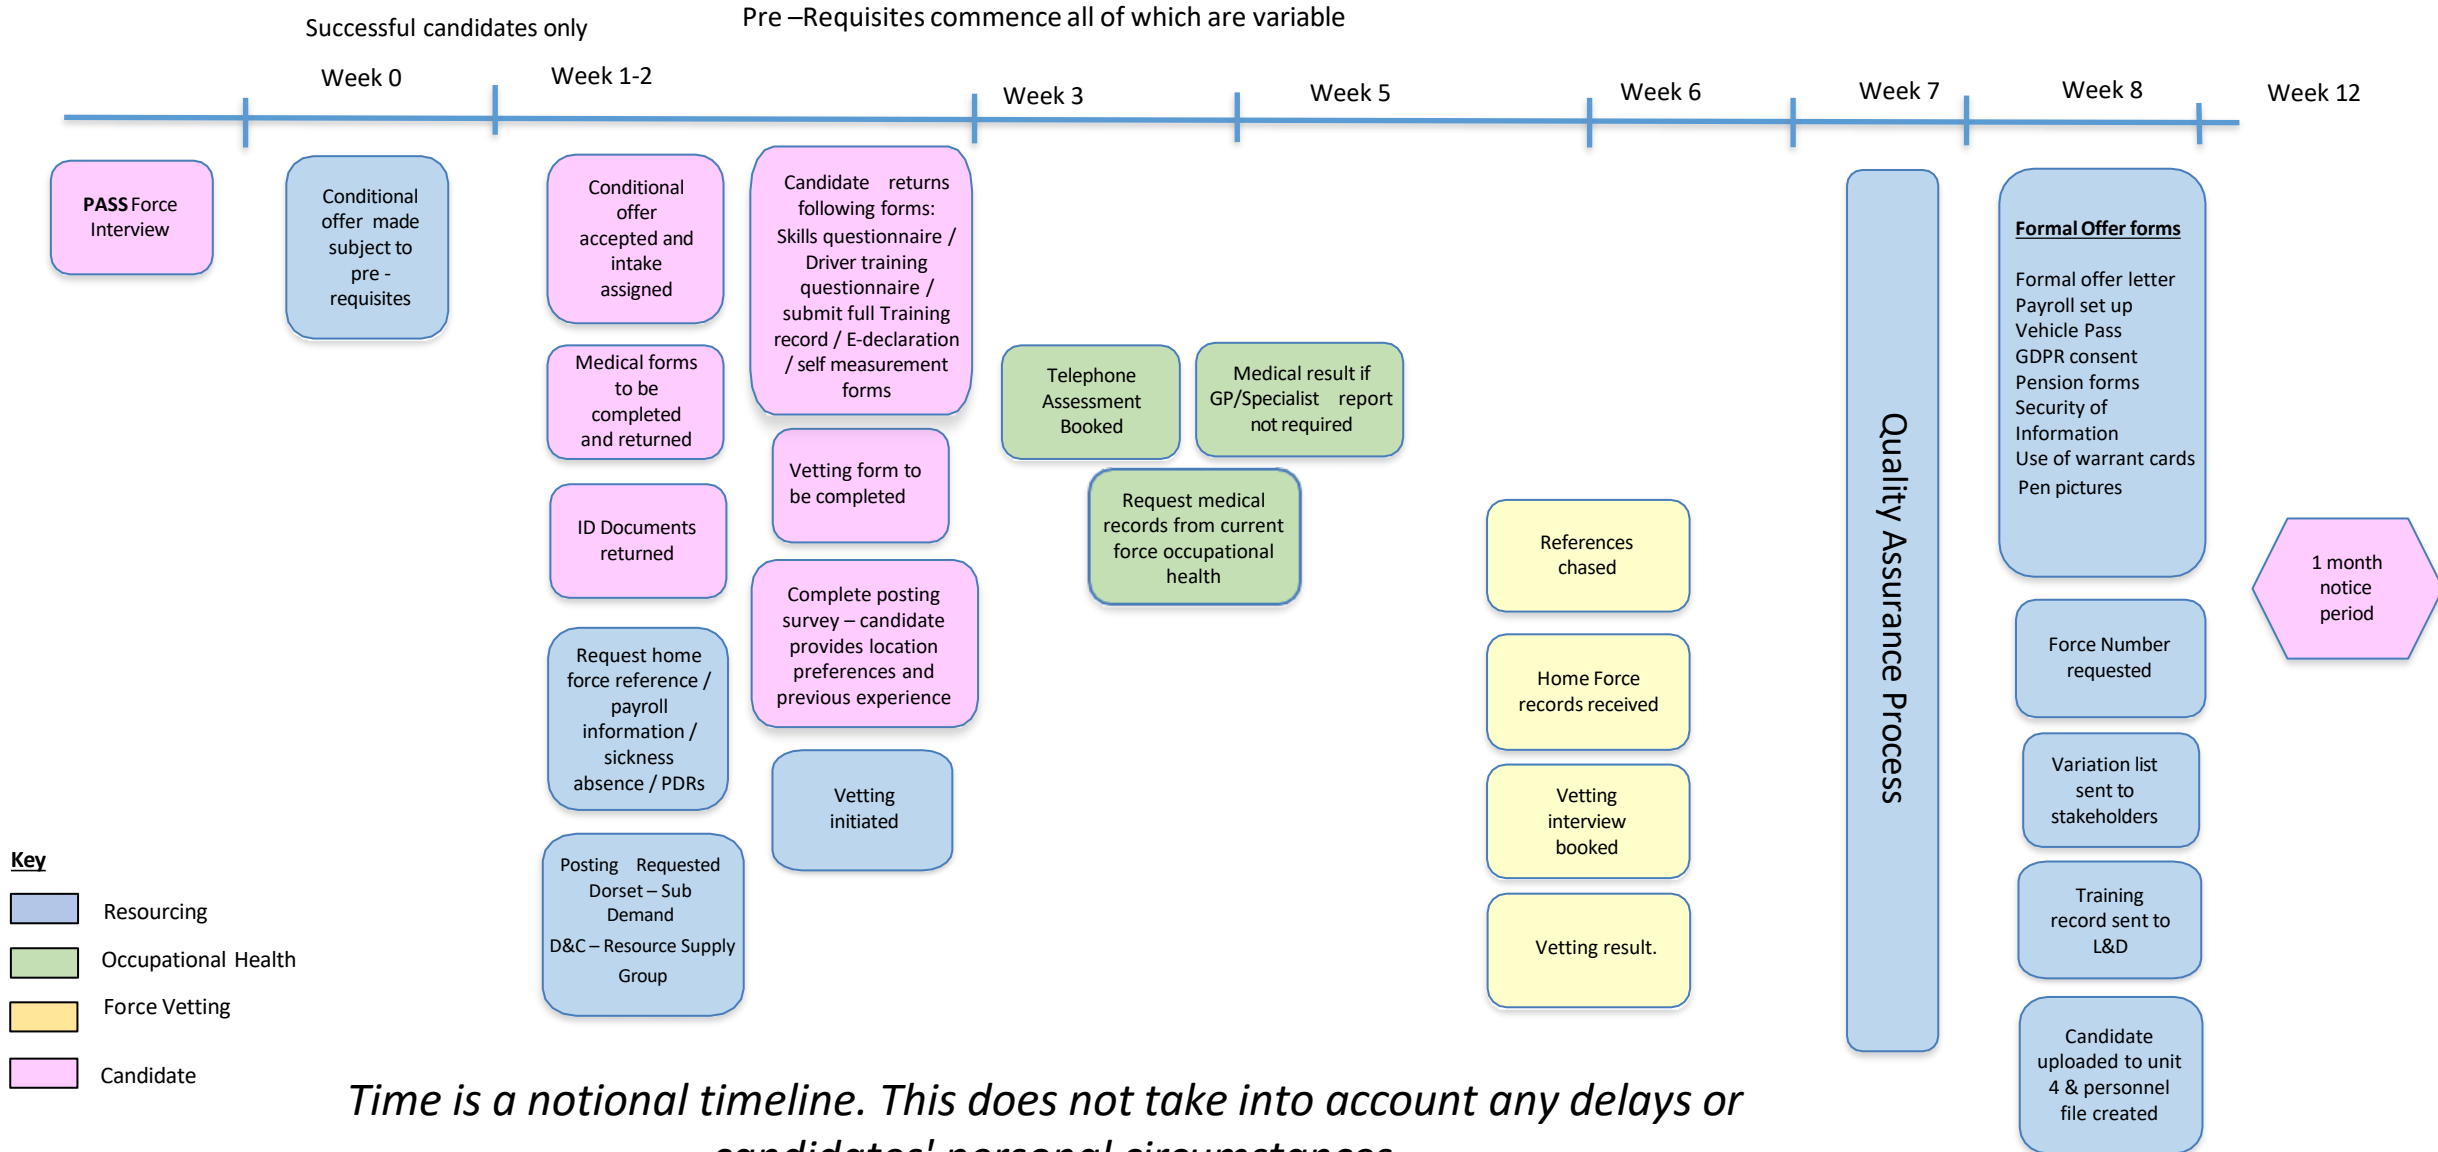 Successful candidates only
Pre –Requisites commence all of which are variable
Week 0
Week 1-2
Week 3
Week 5
Week 6
Week 7
Week 8
Week 12
PASS Force
Interview
Conditional
offer made
subject to
pre -
requisites
Conditional
offer
accepted and
intake
assigned
Medical forms
to be
completed
and returned
ID Documents
returned
Request home
force reference /
payroll
information /
sickness
absence / PDRs
Posting Requested
Dorset – Sub
Demand
D&C – Resource Supply
Group
Candidate returns
following forms:
Skills questionnaire /
Driver training
questionnaire /
submit full Training
record / E-declaration
/ self measurement
forms
Vetting form to
be completed
Complete posting
survey – candidate
provides location
preferences and
previous experience
Vetting
initiated
Telephone
Assessment
Booked
Medical result if
GP/Specialist report
not required
Request medical
records from current
force occupational
health
References
chased
Home Force
records received
Vetting
interview
booked
Vetting result.
Quality Assurance Process
Formal Offer forms
Formal offer letter
Payroll set up
Vehicle Pass
GDPR consent
Pension forms
Security of
Information
Use of warrant cards
Pen pictures
Force Number
requested
Variation list
sent to
stakeholders
Training
record sent to
L&D
Candidate
uploaded to unit
4 & personnel
file created
1 month
notice
period
Key
Resourcing
Occupational Health
Force Vetting
Candidate
Time is a notional timeline. This does not take into account any delays or
candidates' personal circumstances